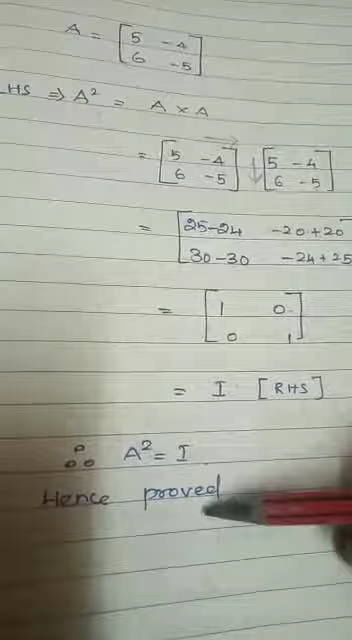 A = [5 -4
6 -5]
LHS ⇒ A² = A × A
= [5 -4 6 -5] ↓ [5 -4 6 -5]
= [25-24 -20+20
30-30 -24+25
= [1 0
0 1]
= I [RHS]
∴ A² = I
Hence proved